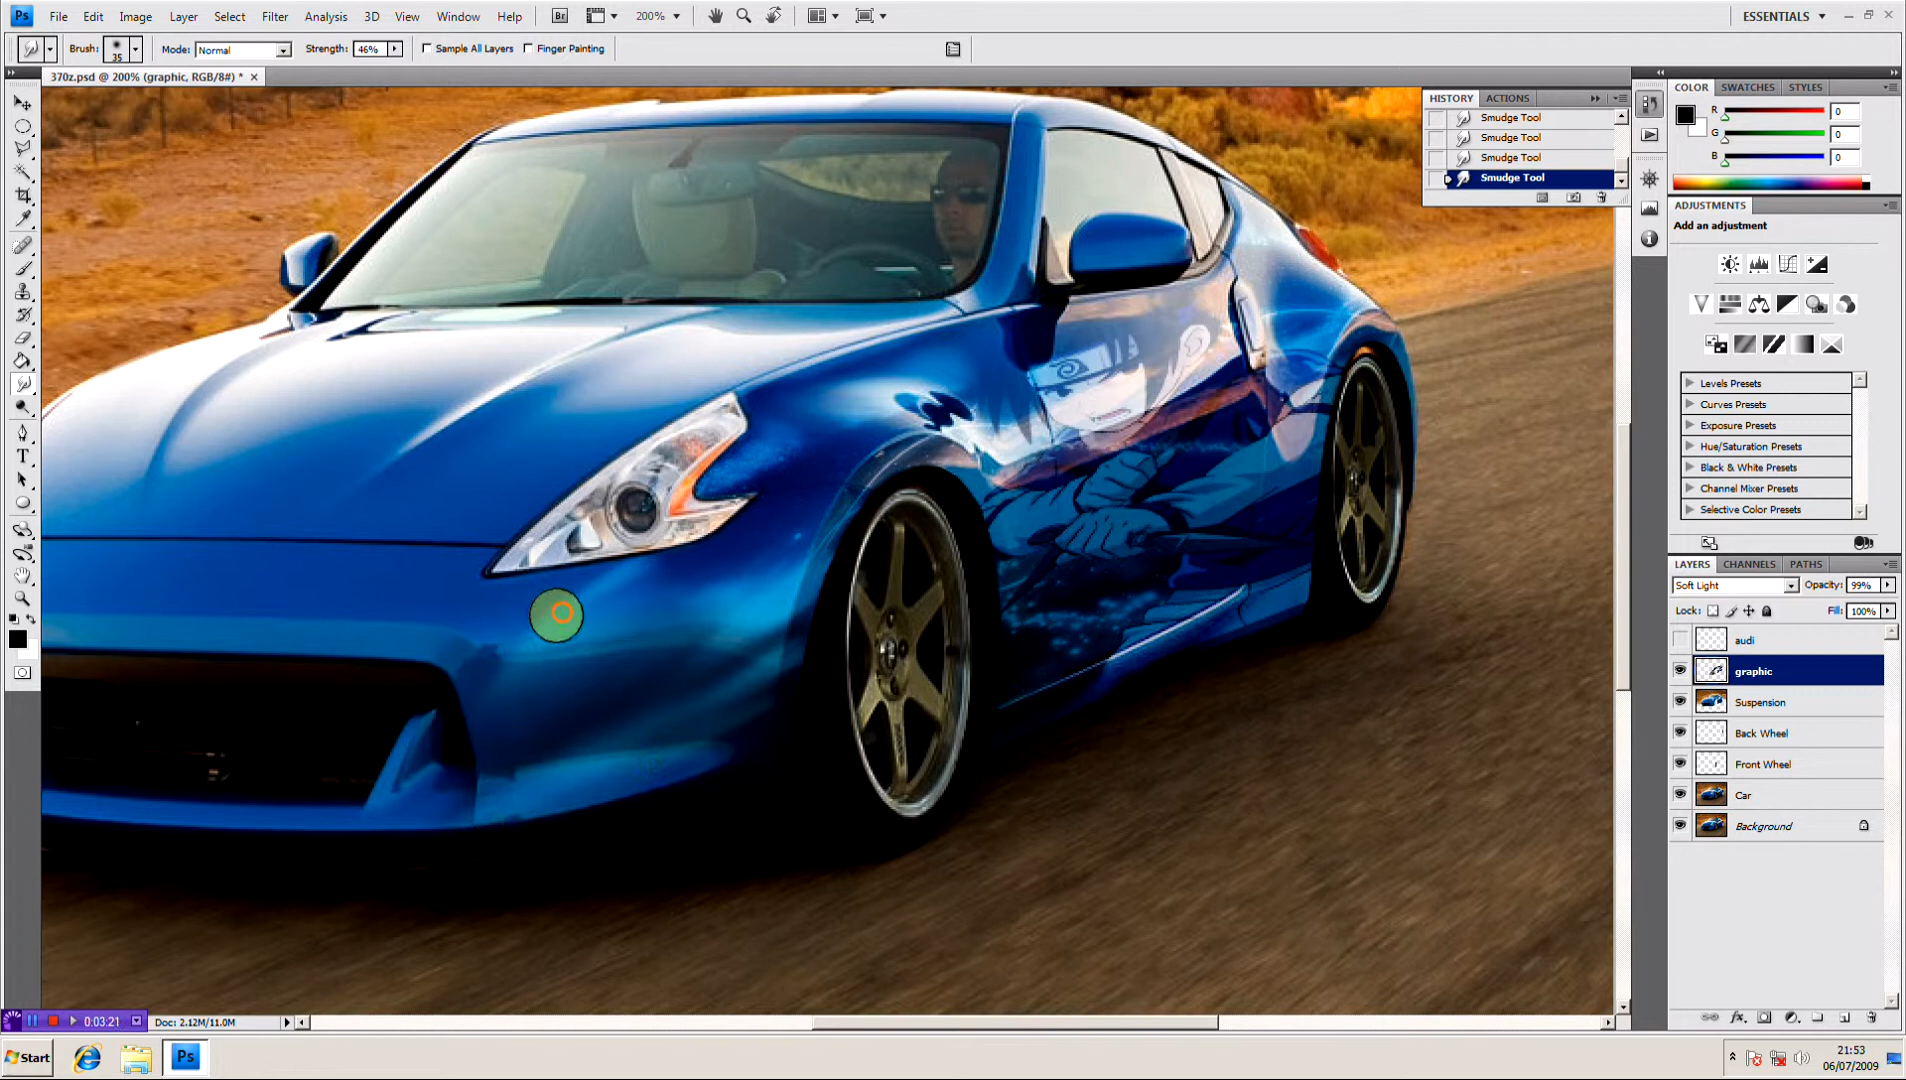 Ps File Edit Image Layer Select Filter Analysis 3D View Window Help Br 200% ESSENTIALS
Brush: 35 Mode: Normal Strength: 46% Sample All Layers Finger Painting
370z.psd @ 200% (graphic, RGB/8#) *
HISTORY ACTIONS
Smudge Tool
Smudge Tool
Smudge Tool
Smudge Tool
COLOR SWATCHES STYLES
R 0
G 0
B 0
ADJUSTMENTS
Add an adjustment
Levels Presets
Curves Presets
Exposure Presets
Hue/Saturation Presets
Black & White Presets
Channel Mixer Presets
Selective Color Presets
LAYERS CHANNELS PATHS
Soft Light Opacity: 99%
Lock: Fill: 100%
audi
graphic
Suspension
Back Wheel
Front Wheel
Car
Background
fx
T
0:03:21 Doc: 2.12M/11.0M
Start Ps
21:53
06/07/2009